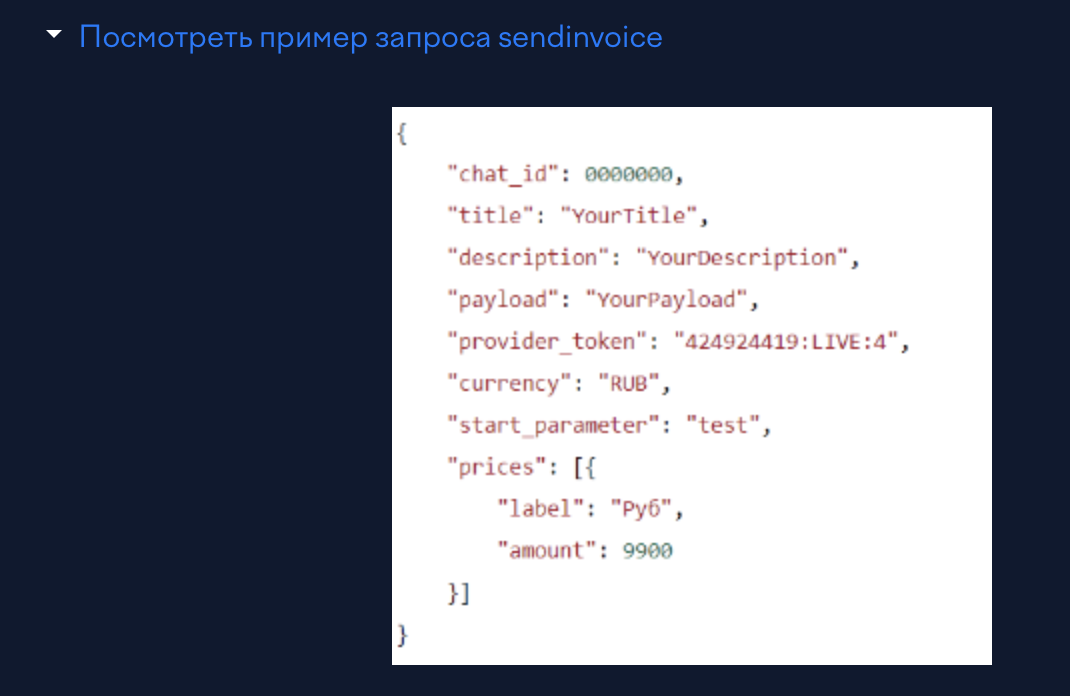 Посмотреть пример запроса sendinvoice
{
"chat_id": 0000000,
"title": "YourTitle",
"description": "YourDescription",
"payload": "YourPayload",
"provider_token": "424924419:LIVE:4",
"currency": "RUB",
"start_parameter": "test",
"prices": [{
"label": "Руб",
"amount": 9900
}]
}